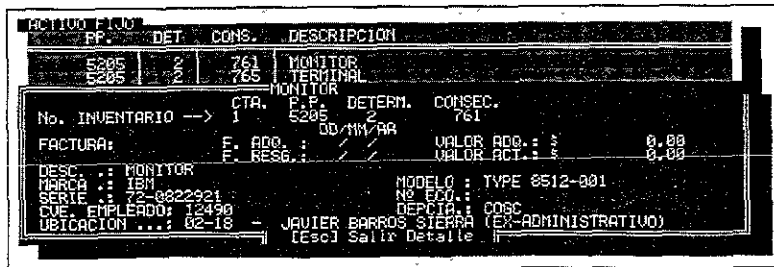 ACTIVO FIJO
PP. DET CONS. DESCRIPCION
5205 2 761 MONITOR
5205 2 765 TERMINAL
MONITOR
CTA. P.P. DETERM. CONSEC.
No. INVENTARIO --> 1 5205 2 761
DD/MM/AA
FACTURA: F. ADQ. : / / VALOR ADQ.: $ 0.00
F. RESG.: / / VALOR ACT.: $ 0.00
DESC. .: MONITOR
MARCA .: IBM MODELO : TYPE 8512-001
SERIE .: 72-0822921 Nº ECO.:
CVE. EMPLEADO: 12490 DEPCIA.: COGC
UBICACION ...: 02-18 - JAVIER BARROS SIERRA (EX-ADMINISTRATIVO)
[Esc] Salir Detalle